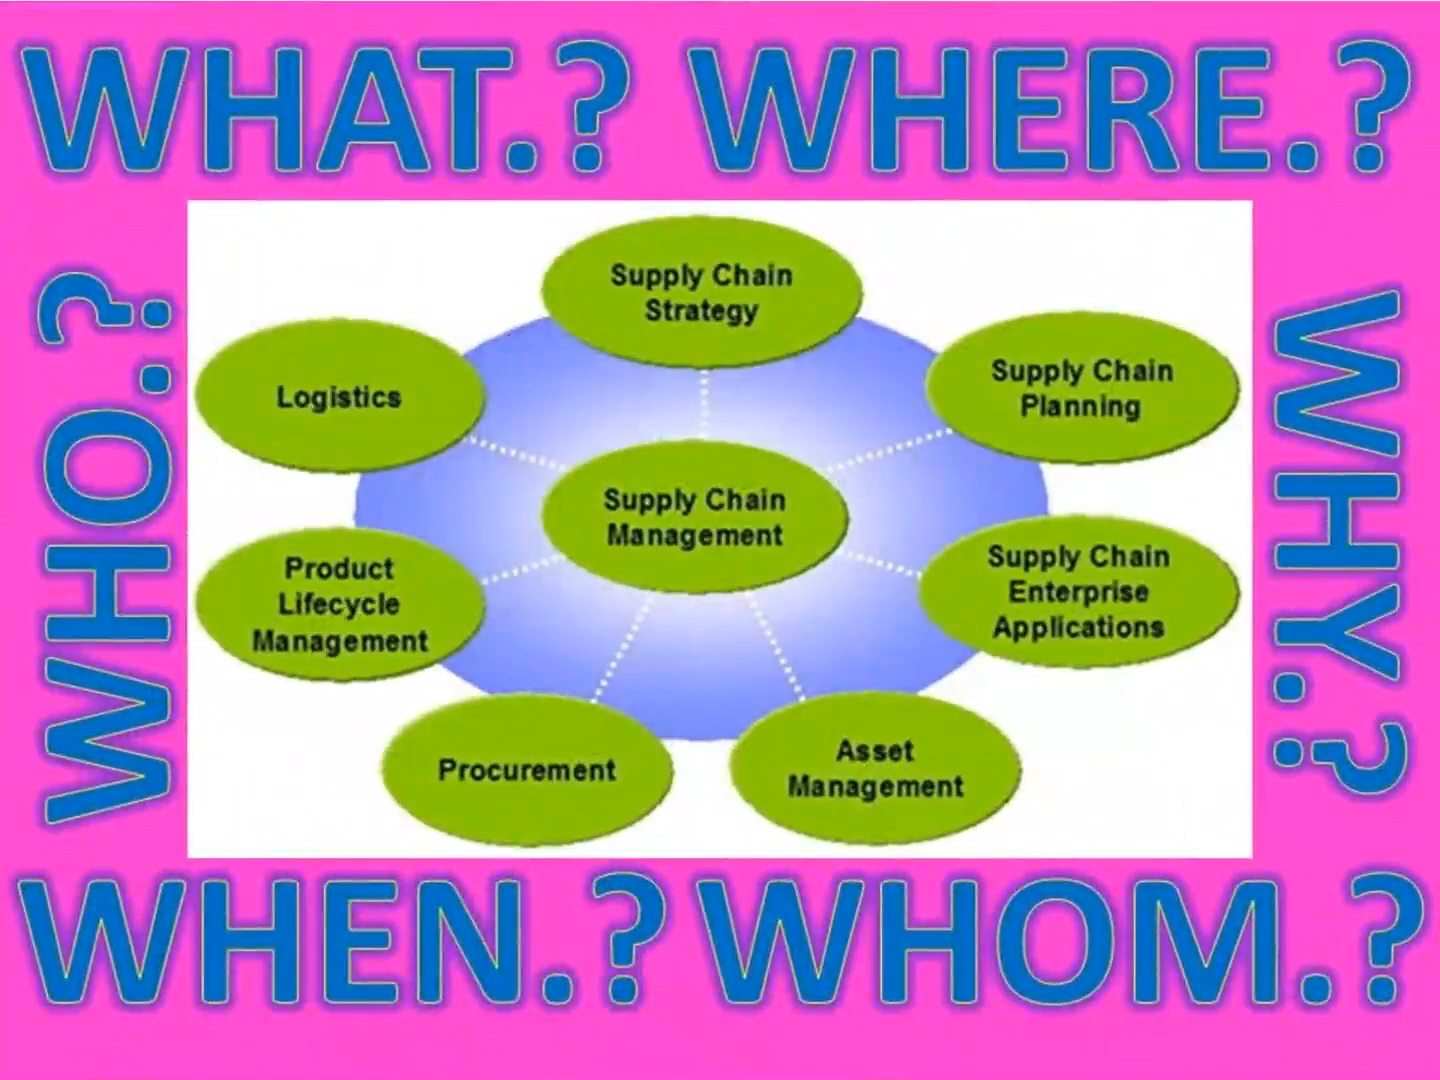 WHAT.? WHERE.?
WHO.?
Supply Chain
Strategy
Logistics
Supply Chain
Planning
Supply Chain
Management
Product
Lifecycle
Management
Supply Chain
Enterprise
Applications
Procurement
Asset
Management
WHY.?
WHEN.? WHOM.?